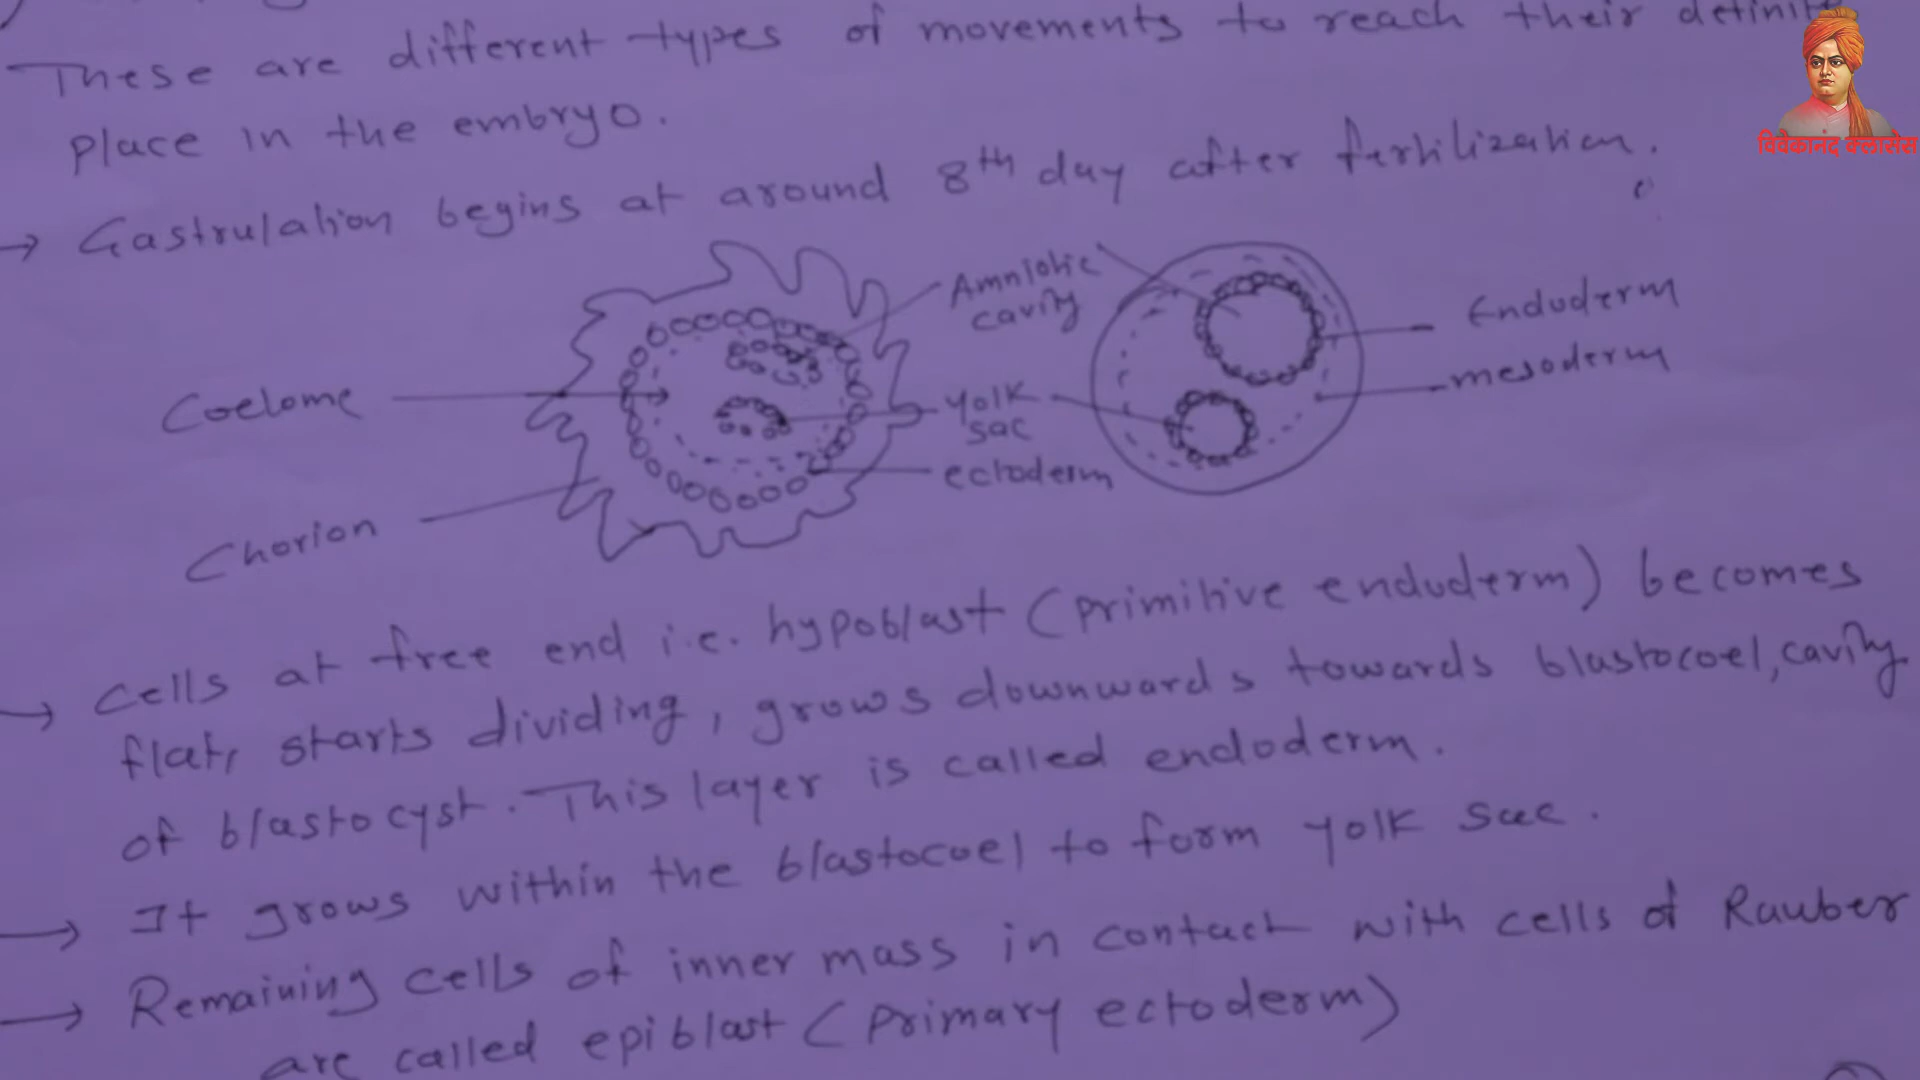 These are different types of movements to reach their definite
place in the embryo.
→ Gastrulation begins at around 8th day after fertilization.
Amniotic
cavity
Endoderm
mesoderm
Coelome
yolk
sac
ectoderm
Chorion
→ cells at free end i.e. hypoblast (primitive endoderm) becomes
flat, starts dividing, grows downwards towards blastocoel, cavity
of blastocyst. This layer is called endoderm.
→ It grows within the blastocoel to form yolk sac.
→ Remaining cells of inner mass in contact with cells of Rauber
are called epiblast (primary ectoderm)
विवेकानंद क्लासेस